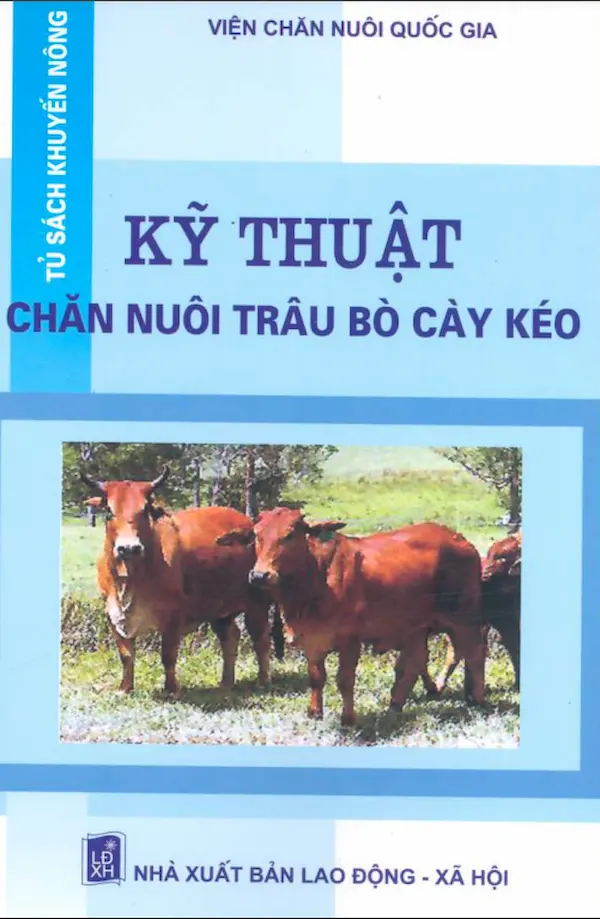 VIỆN CHĂN NUÔI QUỐC GIA
TỦ SÁCH KHUYẾN NÔNG
KỸ THUẬT
CHĂN NUÔI TRÂU BÒ CÀY KÉO
LĐ
XH
NHÀ XUẤT BẢN LAO ĐỘNG - XÃ HỘI